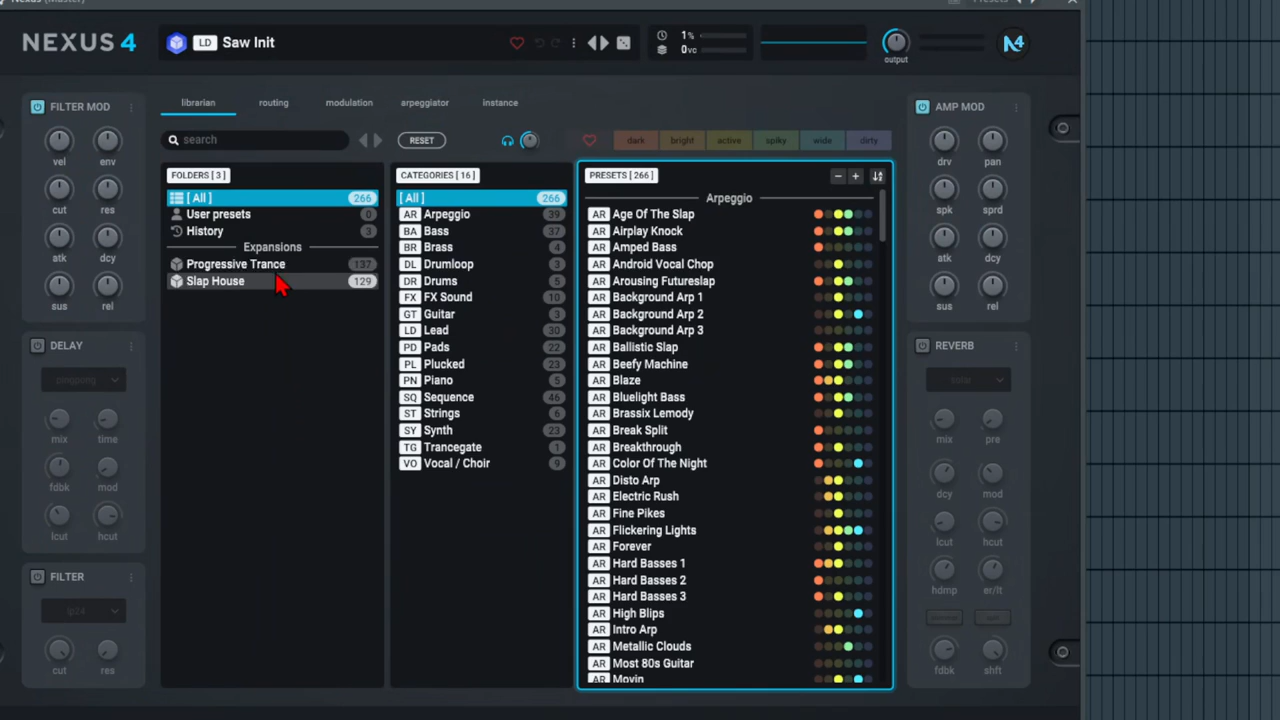 NEXUS 4
LD Saw Init
1%
0vc
output
N4
FILTER MOD
vel env
cut res
atk dcy
sus rel
DELAY
pingpong
mix time
fdbk mod
lcut hcut
FILTER
lp24
cut res
librarian routing modulation arpeggiator instance
search
RESET
dark bright active spiky wide dirty
FOLDERS [ 3 ]
[ All ] 266
User presets 0
History 3
Expansions
Progressive Trance 137
Slap House 129
CATEGORIES [ 16 ]
[ All ] 266
AR Arpeggio 39
BA Bass 37
BR Brass 4
DL Drumloop 3
DR Drums 5
FX FX Sound 10
GT Guitar 3
LD Lead 30
PD Pads 22
PL Plucked 23
PN Piano 5
SQ Sequence 46
ST Strings 6
SY Synth 23
TG Trancegate 1
VO Vocal / Choir 9
PRESETS [ 266 ]
Arpeggio
AR Age Of The Slap
AR Airplay Knock
AR Amped Bass
AR Android Vocal Chop
AR Arousing Futureslap
AR Background Arp 1
AR Background Arp 2
AR Background Arp 3
AR Ballistic Slap
AR Beefy Machine
AR Blaze
AR Bluelight Bass
AR Brassix Lemody
AR Break Split
AR Breakthrough
AR Color Of The Night
AR Disto Arp
AR Electric Rush
AR Fine Pikes
AR Flickering Lights
AR Forever
AR Hard Basses 1
AR Hard Basses 2
AR Hard Basses 3
AR High Blips
AR Intro Arp
AR Metallic Clouds
AR Most 80s Guitar
AR Movin
AMP MOD
drv pan
spk sprd
atk dcy
sus rel
REVERB
mix pre
dcy mod
lcut hcut
hdmp er/lt
fdbk shft